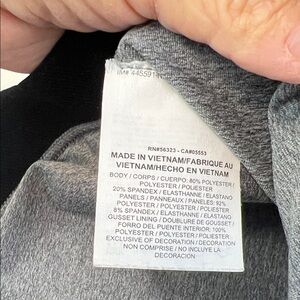 IM# 4455914
RN#56323 - CA#05553
MADE IN VIETNAM/FABRIQUE AU
VIETNAM/HECHO EN VIETNAM
BODY / CORPS / CUERPO: 80% POLYESTER /
POLYESTER / POLIESTER
20% SPANDEX / ELASTHANNE / ELASTANO
PANELS / PANNEAUX / PANELES: 92%
POLYESTER / POLYESTER / POLIESTER
8% SPANDEX / ELASTHANNE / ELASTANO
GUSSET LINING / DOUBLURE DE GOUSSET /
FORRO DEL PUENTE INTERIOR: 100%
POLYESTER / POLYESTER / POLIESTER
EXCLUSIVE OF DECORATION / DECORATION
NON COMPRISE / NO INCLUYE LA
DECORACION